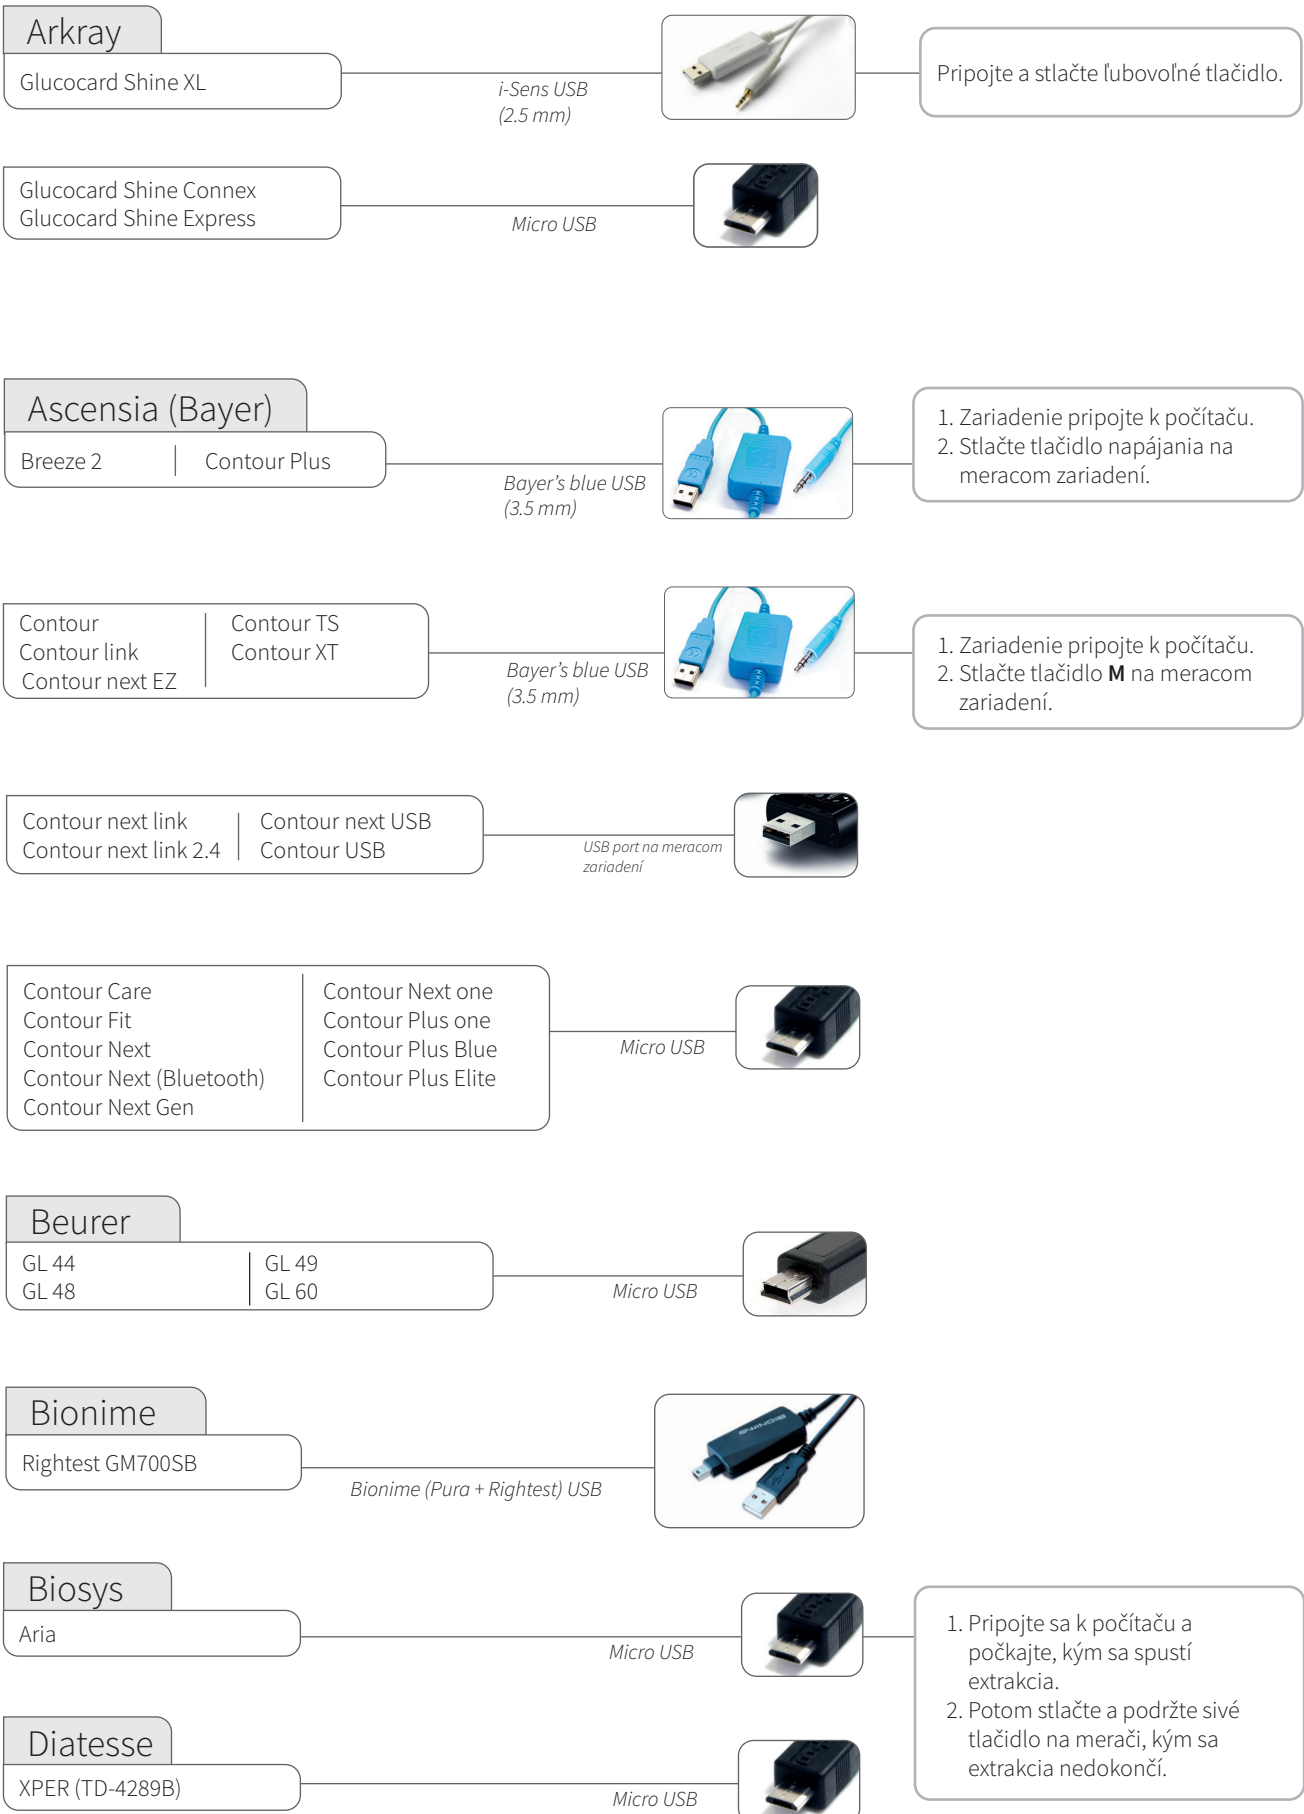 Arkray
Glucocard Shine XL
i-Sens USB
(2.5 mm)
Pripojte a stlačte ľubovoľné tlačidlo.
Glucocard Shine Connex
Glucocard Shine Express
Micro USB
Ascensia (Bayer)
Breeze 2
Contour Plus
Bayer's blue USB
(3.5 mm)
1. Zariadenie pripojte k počítaču.
2. Stlačte tlačidlo napájania na
meracom zariadení.
Contour
Contour link
Contour next EZ
Contour TS
Contour XT
Bayer's blue USB
(3.5 mm)
1. Zariadenie pripojte k počítaču.
2. Stlačte tlačidlo M na meracom
zariadení.
Contour next link
Contour next link 2.4
Contour next USB
Contour USB
USB port na meracom
zariadení
Contour Care
Contour Fit
Contour Next
Contour Next (Bluetooth)
Contour Next Gen
Contour Next one
Contour Plus one
Contour Plus Blue
Contour Plus Elite
Micro USB
Beurer
GL 44
GL 48
GL 49
GL 60
Micro USB
Bionime
Rightest GM700SB
Bionime (Pura + Rightest) USB
BIONIME
Biosys
Aria
Micro USB
1. Pripojte sa k počítaču a
počkajte, kým sa spustí
extrakcia.
2. Potom stlačte a podržte sivé
tlačidlo na merači, kým sa
extrakcia nedokončí.
Diatesse
XPER (TD-4289B)
Micro USB